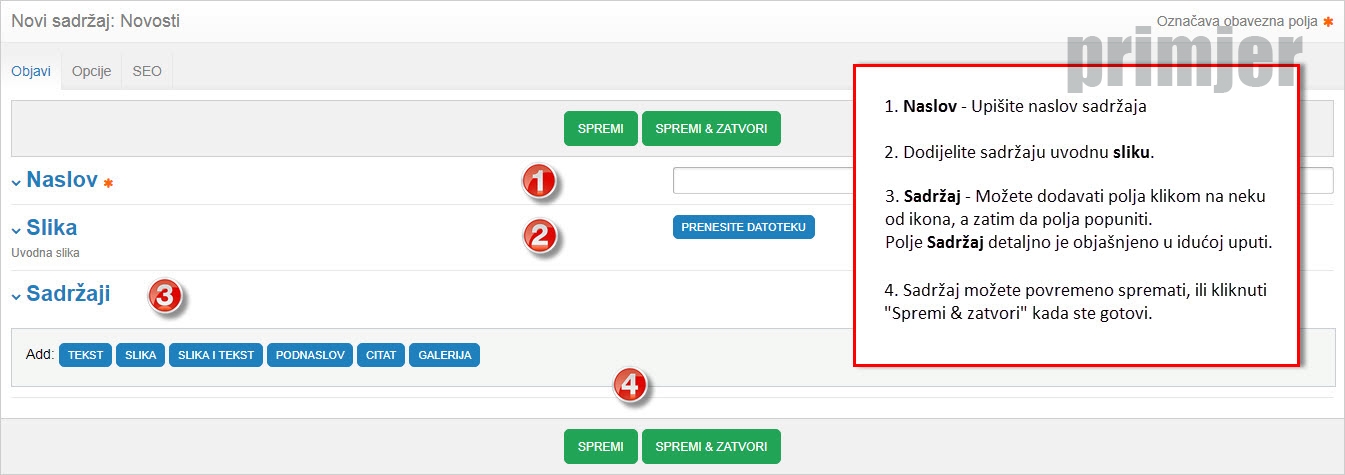 Novi sadržaj: Novosti
Označava obavezna polja *
primjer
Objavi Opcije SEO
SPREMI SPREMI & ZATVORI
Naslov *
1
Slika
2
PRENESITE DATOTEKU
Uvodna slika
Sadržaji
3
Add: TEKST SLIKA SLIKA I TEKST PODNASLOV CITAT GALERIJA
4
SPREMI SPREMI & ZATVORI
1. Naslov - Upišite naslov sadržaja
2. Dodijelite sadržaju uvodnu sliku.
3. Sadržaj - Možete dodavati polja klikom na neku
od ikona, a zatim da polja popuniti.
Polje Sadržaj detaljno je objašnjeno u idućoj uputi.
4. Sadržaj možete povremeno spremati, ili kliknuti
"Spremi & zatvori" kada ste gotovi.